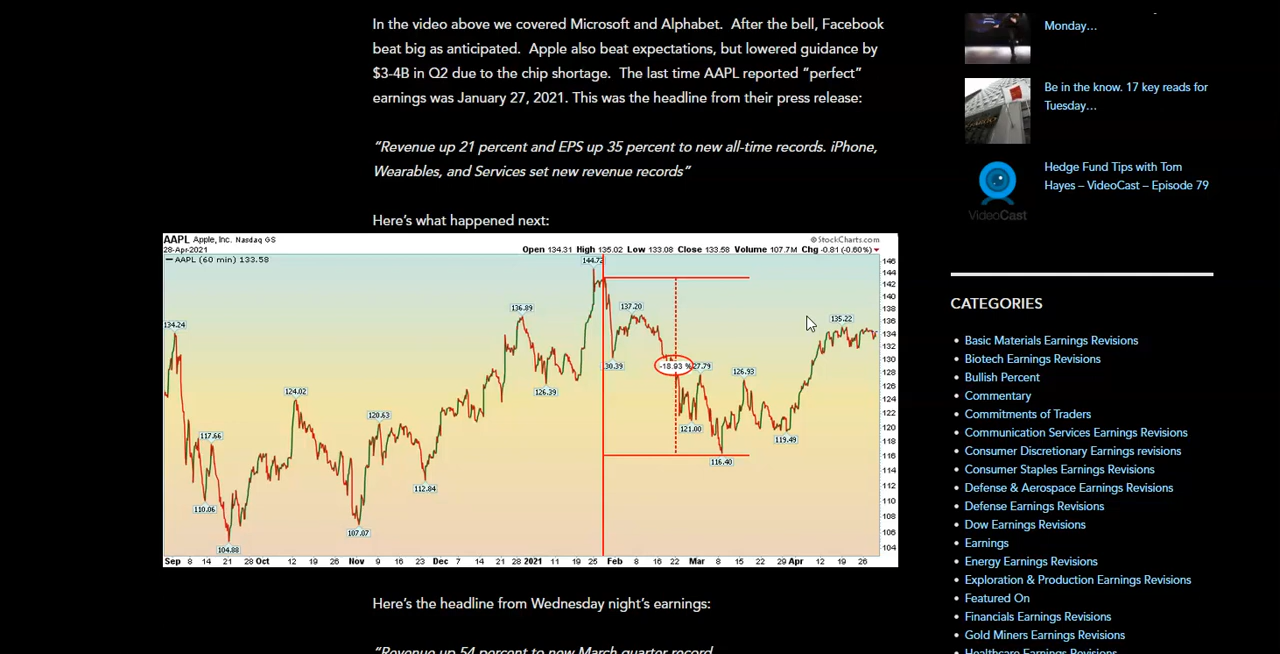 In the video above we covered Microsoft and Alphabet.  After the bell, Facebook
beat big as anticipated.  Apple also beat expectations, but lowered guidance by
$3-4B in Q2 due to the chip shortage.  The last time AAPL reported “perfect”
earnings was January 27, 2021. This was the headline from their press release:
“Revenue up 21 percent and EPS up 35 percent to new all-time records. iPhone,
Wearables, and Services set new revenue records”
Here’s what happened next:
AAPL Apple, Inc. Nasdaq GS
© StockCharts.com
28-Apr-2021
Open 134.31 High 135.02 Low 133.08 Close 133.58 Volume 107.7M Chg -0.81 (-0.60%)
AAPL (60 min) 133.58
134.24
117.66
110.06
104.88
124.02
107.07
120.63
112.84
136.89
126.39
144.72
30.39
137.20
-18.93 %
27.79
121.00
116.40
126.93
119.49
135.22
146
144
142
140
138
136
134
132
130
128
126
124
122
120
118
116
114
112
110
108
106
104
Sep 8 14 21 28 Oct 12 19 26 Nov 9 16 23 Dec 7 14 21 28 2021 11 19 25 Feb 8 16 22 Mar 8 15 22 29 Apr 12 19 26
Here’s the headline from Wednesday night’s earnings:
“Revenue up 54 percent to new March quarter record
Monday…
Be in the know. 17 key reads for
Tuesday…
Hedge Fund Tips with Tom
Hayes – VideoCast – Episode 79
VideoCast
CATEGORIES
Basic Materials Earnings Revisions
Biotech Earnings Revisions
Bullish Percent
Commentary
Commitments of Traders
Communication Services Earnings Revisions
Consumer Discretionary Earnings revisions
Consumer Staples Earnings Revisions
Defense & Aerospace Earnings Revisions
Defense Earnings Revisions
Dow Earnings Revisions
Earnings
Energy Earnings Revisions
Exploration & Production Earnings Revisions
Featured On
Financials Earnings Revisions
Gold Miners Earnings Revisions
Healthcare Earnings Revisions